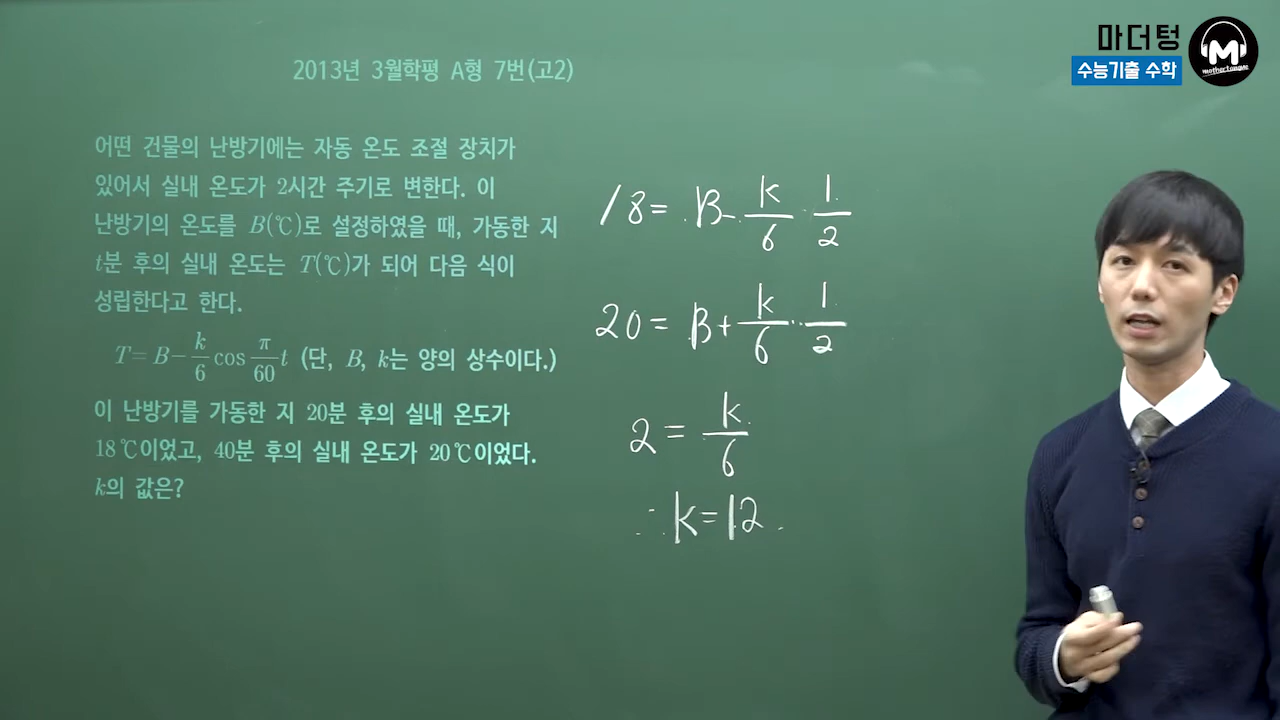 마더텅
수능기출 수학
M
mothertongue
2013년 3월학평 A형 7번(고2)
어떤 건물의 난방기에는 자동 온도 조절 장치가
있어서 실내 온도가 2시간 주기로 변한다. 이
난방기의 온도를 B(℃)로 설정하였을 때, 가동한 지
t분 후의 실내 온도는 T(℃)가 되어 다음 식이
성립한다고 한다.
T=B-\frac{k}{6}cos\frac{π}{60}t (단, B, k는 양의 상수이다.)
이 난방기를 가동한 지 20분 후의 실내 온도가
18℃이었고, 40분 후의 실내 온도가 20℃이었다.
k의 값은?
18= B-\frac{k}{6}·\frac{1}{2}
20= B+\frac{k}{6}·\frac{1}{2}
2=\frac{k}{6}
∴k=12.